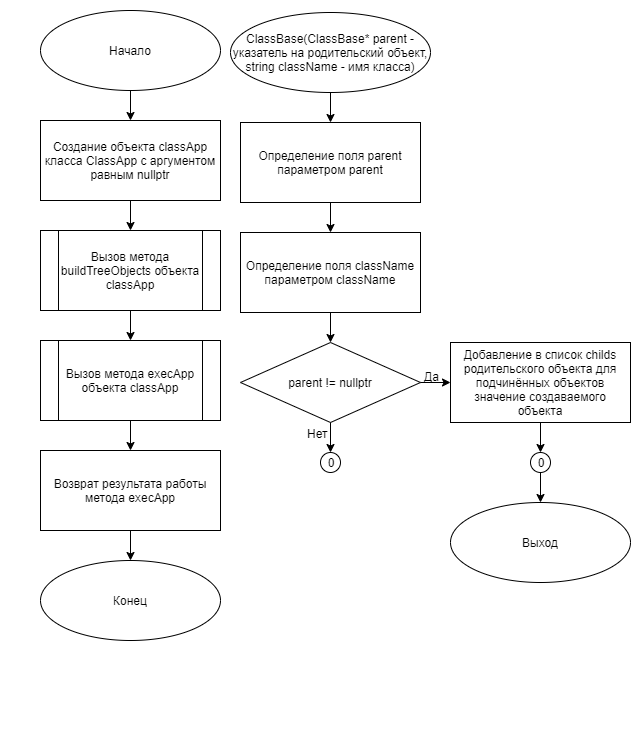 Начало
Создание объекта classApp
класса ClassApp с аргументом
равным nullptr
Вызов метода
buildTreeObjects объекта
classApp
Вызов метода execApp
объекта classApp
Возврат результата работы
метода execApp
Конец
ClassBase(ClassBase* parent -
указатель на родительский объект,
string className - имя класса)
Определение поля parent
параметром parent
Определение поля className
параметром className
parent != nullptr
Да
Нет
0
Добавление в список childs
родительского объекта для
подчинённых объектов
значение создаваемого
объекта
0
Выход